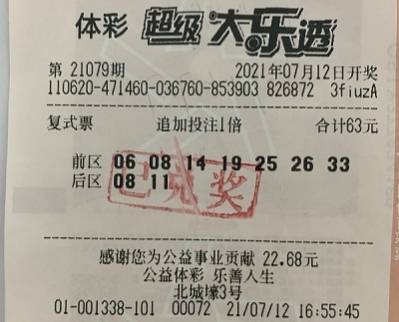 体彩 超级大乐透
第 21079期 2021年07月12日开奖
110620-471460-036760-853903 826872 3fiuzA
复式票 追加投注1倍 合计63元
前区 06 08 14 19 25 26 33
后区 08 11
已兑奖
感谢您为公益事业贡献 22.68元
公益体彩 乐善人生
北城壕3号
01-001338-101 00072 21/07/12 16:55:45